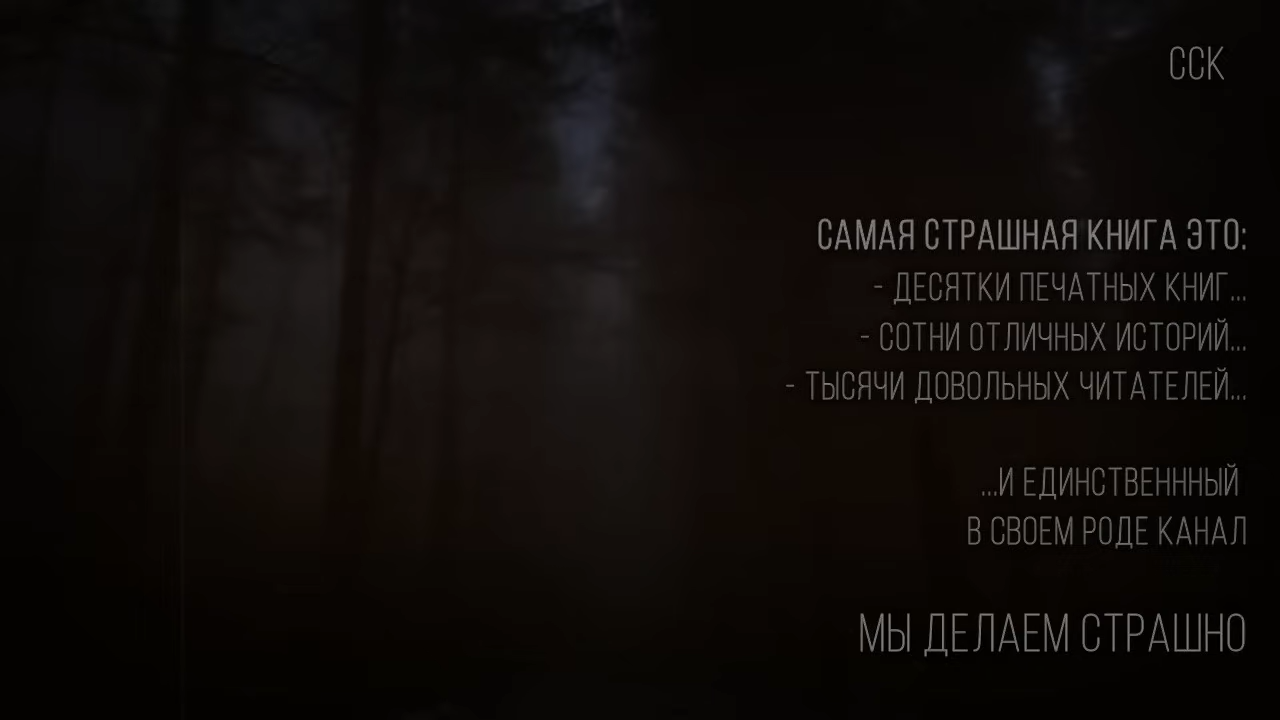 ССК
САМАЯ СТРАШНАЯ КНИГА ЭТО:
- ДЕСЯТКИ ПЕЧАТНЫХ КНИГ...
- СОТНИ ОТЛИЧНЫХ ИСТОРИЙ...
- ТЫСЯЧИ ДОВОЛЬНЫХ ЧИТАТЕЛЕЙ...
...И ЕДИНСТВЕНННЫЙ
В СВОЕМ РОДЕ КАНАЛ
МЫ ДЕЛАЕМ СТРАШНО